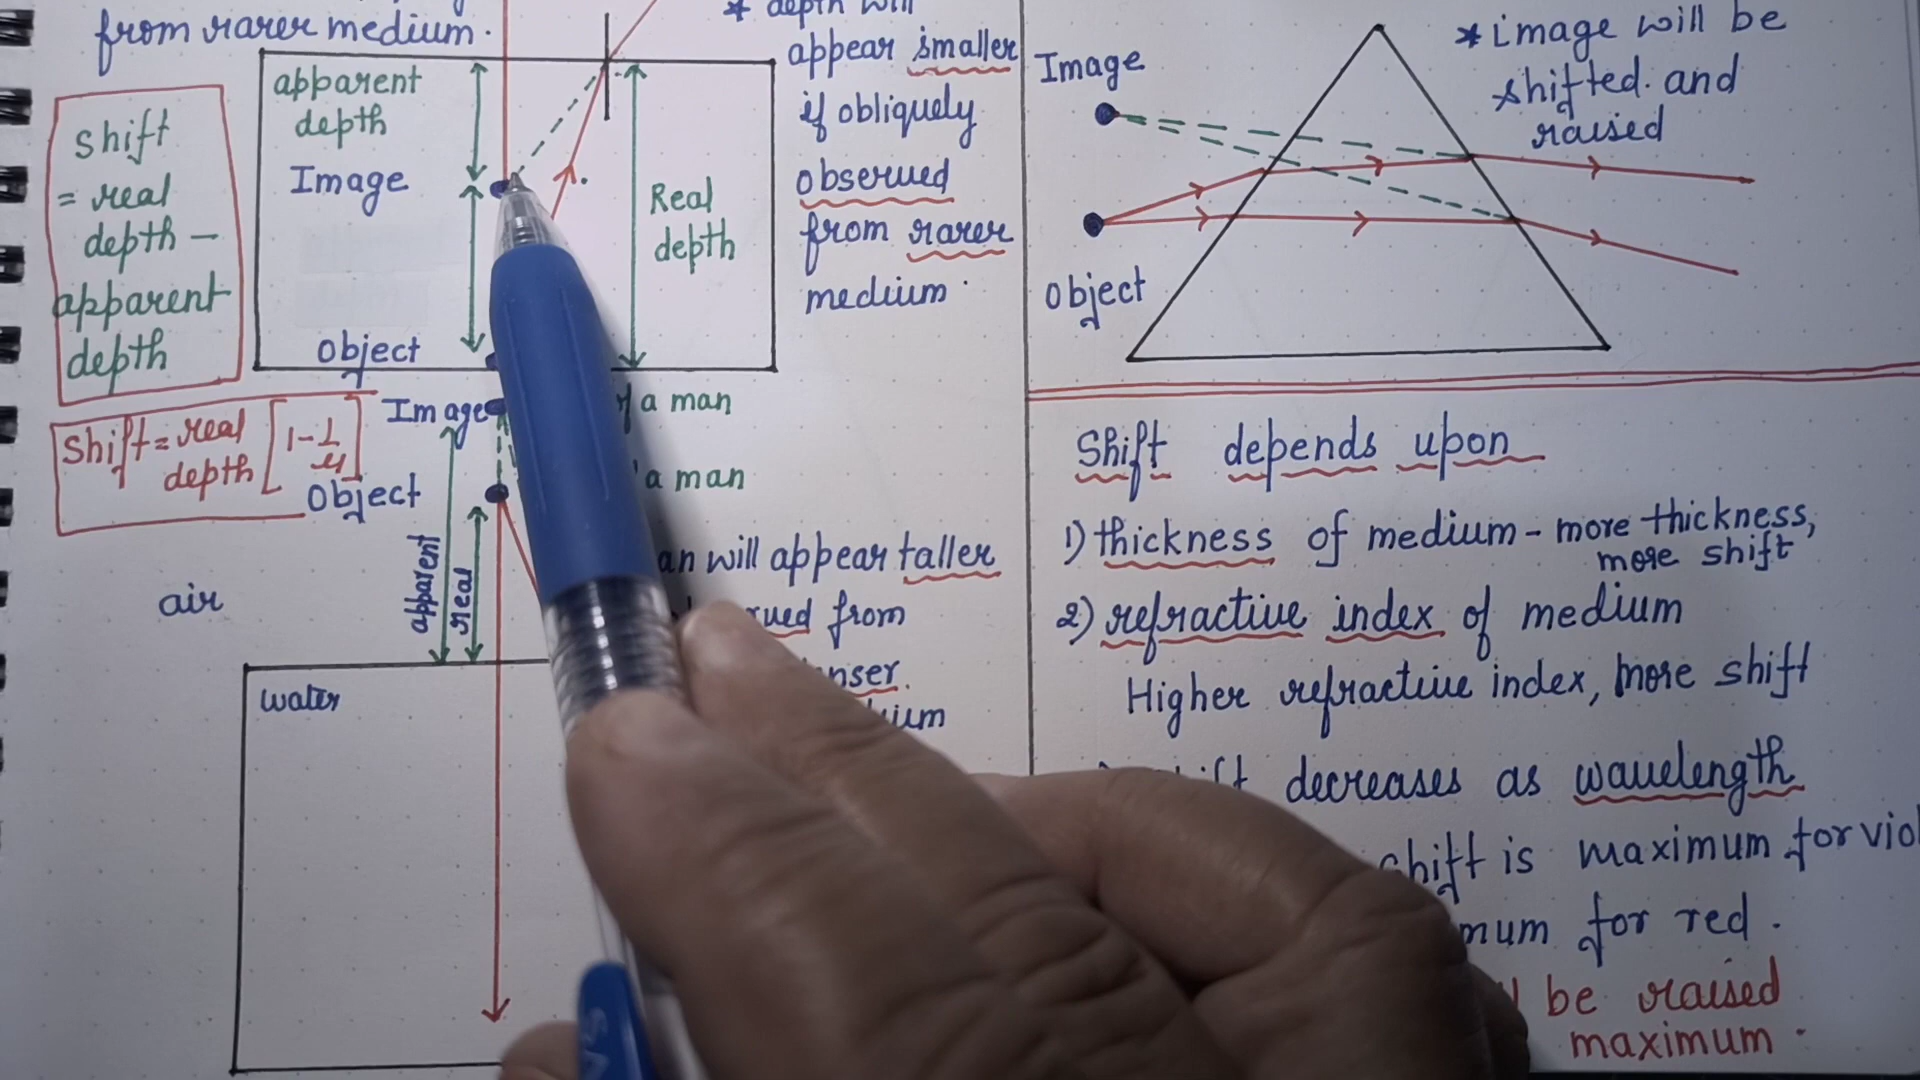 from rarer medium.
shift
= real
depth –
apparent
depth
apparent
depth
Image
Object
Real
depth
* depth will
appear smaller
if obliquely
observed
from rarer
medium.
Shift = real depth [1-1/μ]
Image
Object
a man
a man
apparent
real
air
water
will appear taller
from
Image
Object
* image will be
shifted and
raised
Shift depends upon
1) thickness of medium - more thickness,
more shift
2) refractive index of medium
Higher refractive index, more shift
decreases as wavelength
shift is maximum for
for red.
be raised
maximum.